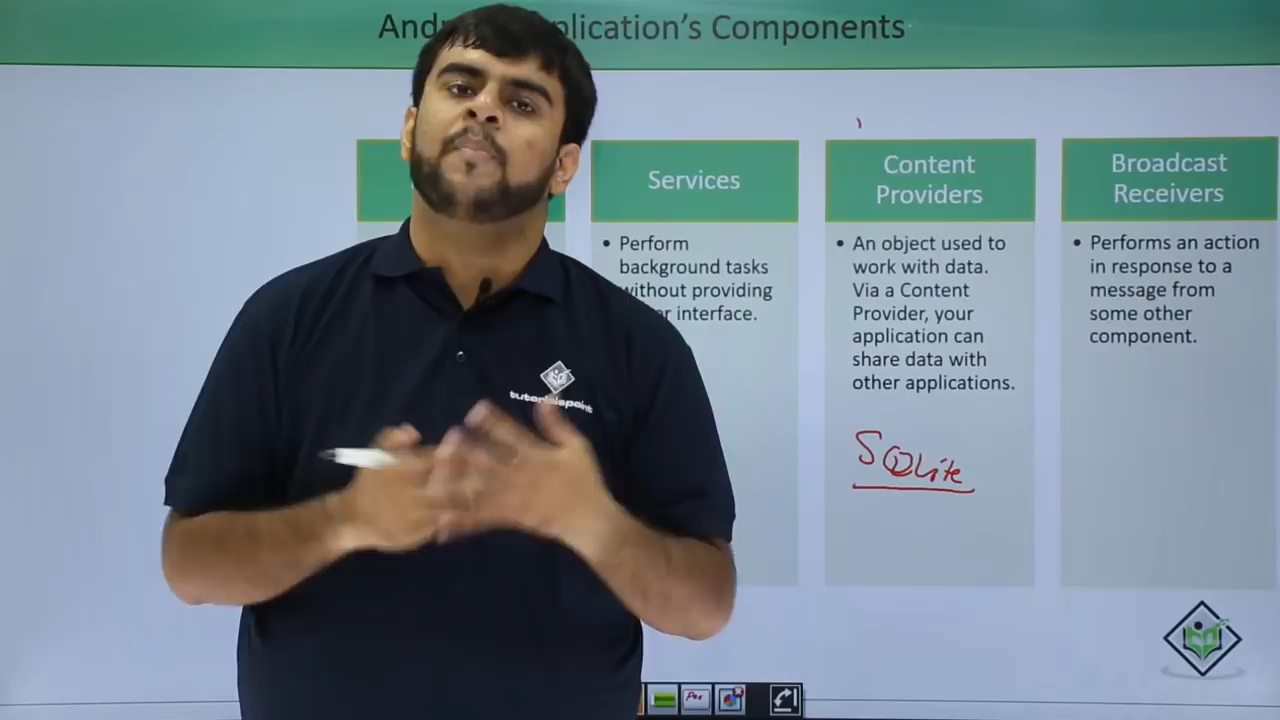 Application's Components
Services
• Perform
background tasks
without providing
interface.
Content
Providers
• An object used to
work with data.
Via a Content
Provider, your
application can
share data with
other applications.
SQLite
Broadcast
Receivers
• Performs an action
in response to a
message from
some other
component.
tutorialspoint
Pen